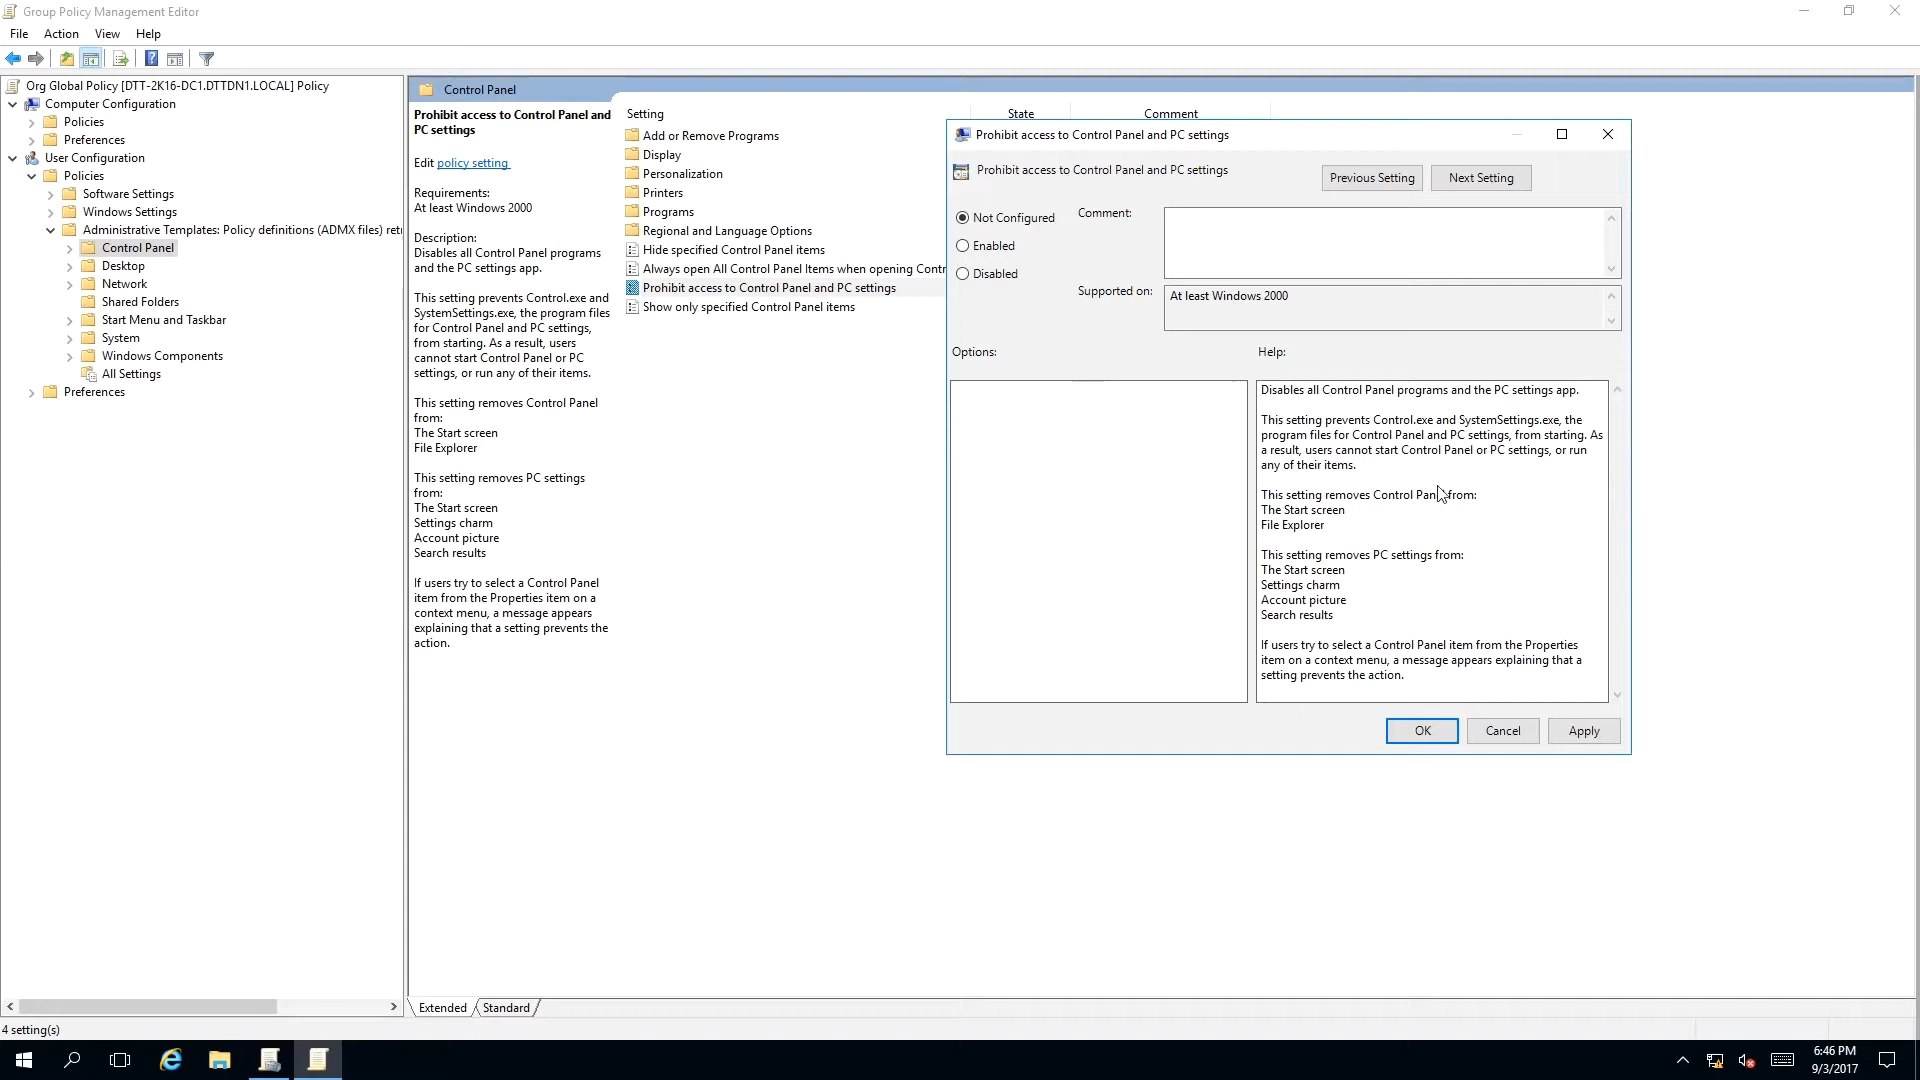 Group Policy Management Editor
File Action View Help
Org Global Policy [DTT-2K16-DC1.DTTDN1.LOCAL] Policy
Computer Configuration
Policies
Preferences
User Configuration
Policies
Software Settings
Windows Settings
Administrative Templates: Policy definitions (ADMX files) retr
Control Panel
Desktop
Network
Shared Folders
Start Menu and Taskbar
System
Windows Components
All Settings
Preferences
Control Panel
Prohibit access to Control Panel and
PC settings
Edit policy setting
Requirements:
At least Windows 2000
Description:
Disables all Control Panel programs
and the PC settings app.
This setting prevents Control.exe and
SystemSettings.exe, the program files
for Control Panel and PC settings,
from starting. As a result, users
cannot start Control Panel or PC
settings, or run any of their items.
This setting removes Control Panel
from:
The Start screen
File Explorer
This setting removes PC settings
from:
The Start screen
Settings charm
Account picture
Search results
If users try to select a Control Panel
item from the Properties item on a
context menu, a message appears
explaining that a setting prevents the
action.
Setting State Comment
Add or Remove Programs
Display
Personalization
Printers
Programs
Regional and Language Options
Hide specified Control Panel items
Always open All Control Panel Items when opening Contr
Prohibit access to Control Panel and PC settings
Show only specified Control Panel items
Prohibit access to Control Panel and PC settings
Prohibit access to Control Panel and PC settings
Previous Setting Next Setting
Not Configured
Enabled
Disabled
Comment:
Supported on:
At least Windows 2000
Options:
Help:
Disables all Control Panel programs and the PC settings app.
This setting prevents Control.exe and SystemSettings.exe, the
program files for Control Panel and PC settings, from starting. As
a result, users cannot start Control Panel or PC settings, or run
any of their items.
This setting removes Control Panel from:
The Start screen
File Explorer
This setting removes PC settings from:
The Start screen
Settings charm
Account picture
Search results
If users try to select a Control Panel item from the Properties
item on a context menu, a message appears explaining that a
setting prevents the action.
OK Cancel Apply
Extended Standard
4 setting(s)
6:46 PM
9/3/2017